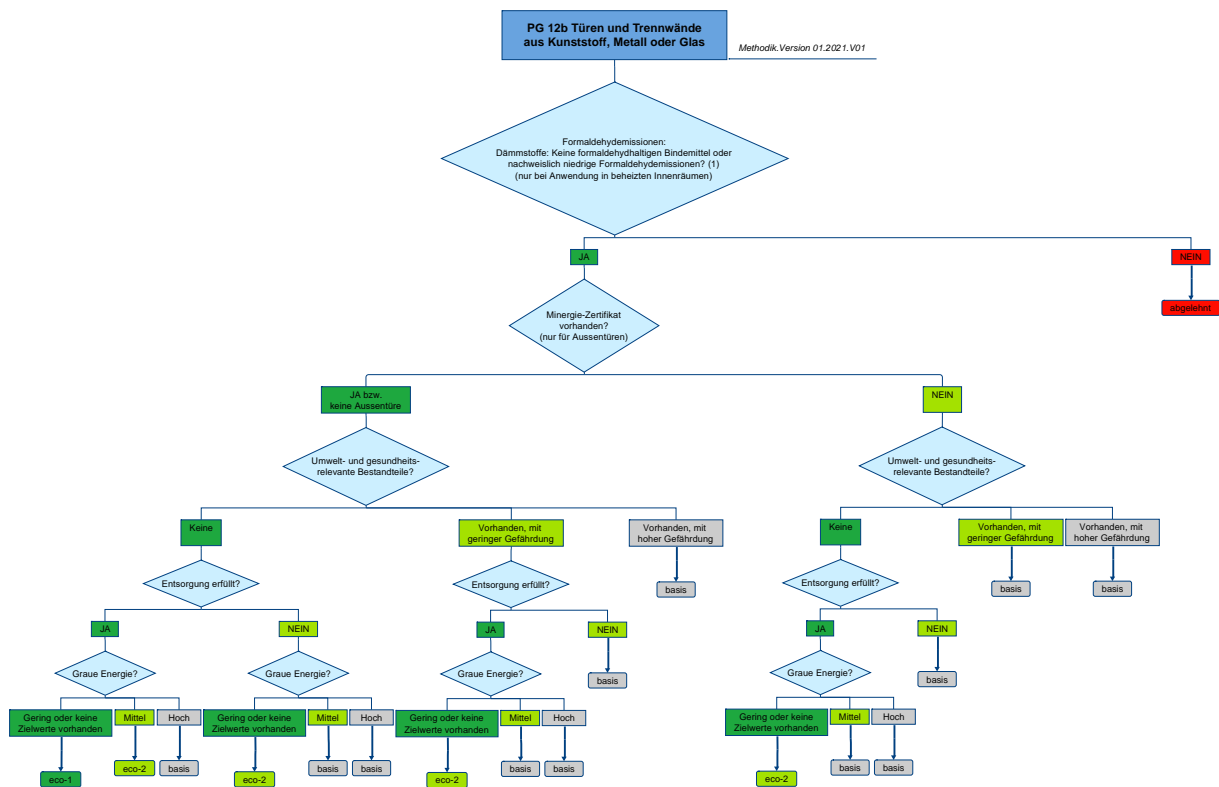 PG 12b Türen und Trennwände
aus Kunststoff, Metall oder Glas
Methodik.Version 01.2021.V01
Formaldehydemissionen:
Dämmstoffe: Keine formaldehydhaltigen Bindemittel oder
nachweislich niedrige Formaldehydemissionen? (1)
(nur bei Anwendung in beheizten Innenräumen)
JA
NEIN
abgelehnt
Minergie-Zertifikat
vorhanden?
(nur für Aussentüren)
JA bzw.
keine Aussentüre
NEIN
Umwelt- und gesundheits-
relevante Bestandteile?
Umwelt- und gesundheits-
relevante Bestandteile?
Keine
Vorhanden, mit
geringer Gefährdung
Vorhanden, mit
hoher Gefährdung
Keine
Vorhanden, mit
geringer Gefährdung
Vorhanden, mit
hoher Gefährdung
Entsorgung erfüllt?
Entsorgung erfüllt?
basis
Entsorgung erfüllt?
basis
basis
JA
NEIN
JA
NEIN
JA
NEIN
Graue Energie?
Graue Energie?
Graue Energie?
basis
Graue Energie?
basis
Gering oder keine
Zielwerte vorhanden
Mittel
Hoch
Gering oder keine
Zielwerte vorhanden
Mittel
Hoch
Gering oder keine
Zielwerte vorhanden
Mittel
Hoch
Gering oder keine
Zielwerte vorhanden
Mittel
Hoch
eco-1
eco-2
basis
eco-2
basis
basis
eco-2
basis
basis
eco-2
basis
basis